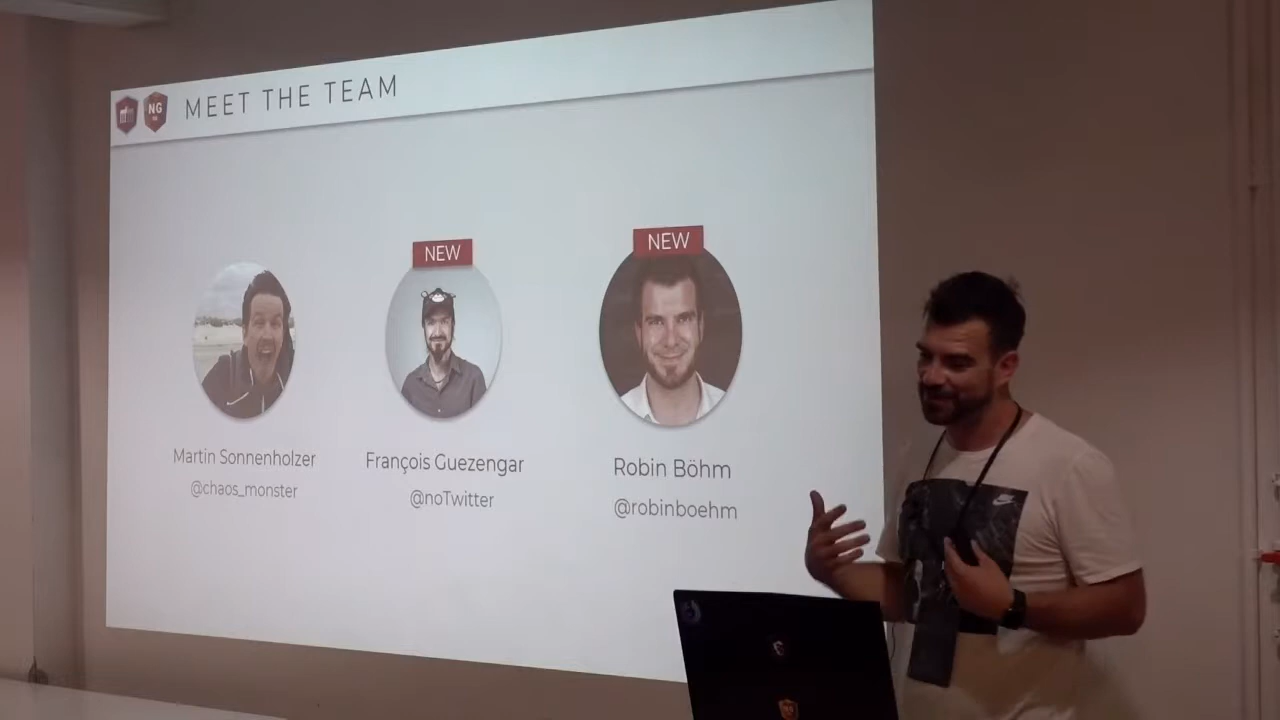 NG
MEET THE TEAM
NEW
NEW
Martin Sonnenholzer
François Guezengar
Robin Böhm
@chaos_monster
@noTwitter
@robinboehm